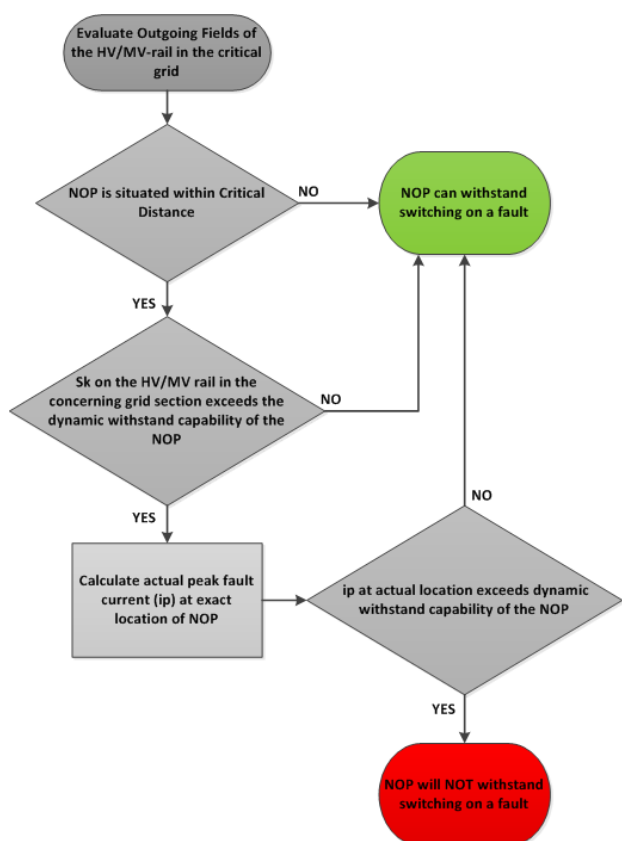 Evaluate Outgoing Fields of
the HV/MV-rail in the critical
grid
NOP is situated within Critical
Distance
NO
NOP can withstand
switching on a fault
YES
Sk on the HV/MV rail in the
concerning grid section exceeds the
dynamic withstand capability of the
NOP
NO
YES
Calculate actual peak fault
current (ip) at exact
location of NOP
NO
ip at actual location exceeds dynamic
withstand capability of the NOP
YES
NOP will NOT withstand
switching on a fault